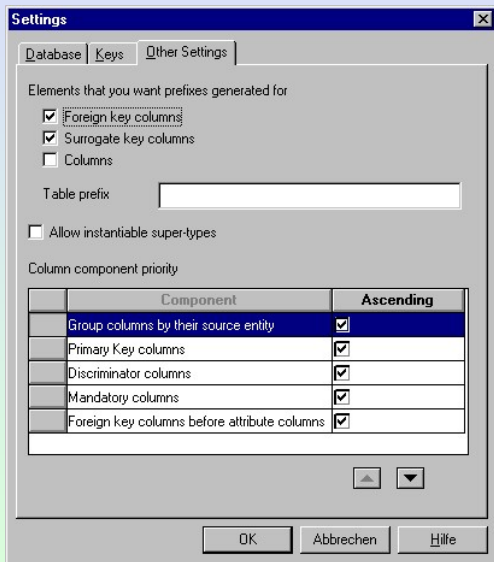 Settings
Database Keys Other Settings
Elements that you want prefixes generated for
Foreign key columns
Surrogate key columns
Columns
Table prefix
Allow instantiable super-types
Column component priority
Component Ascending
Group columns by their source entity
Primary Key columns
Discriminator columns
Mandatory columns
Foreign key columns before attribute columns
OK Abbrechen Hilfe